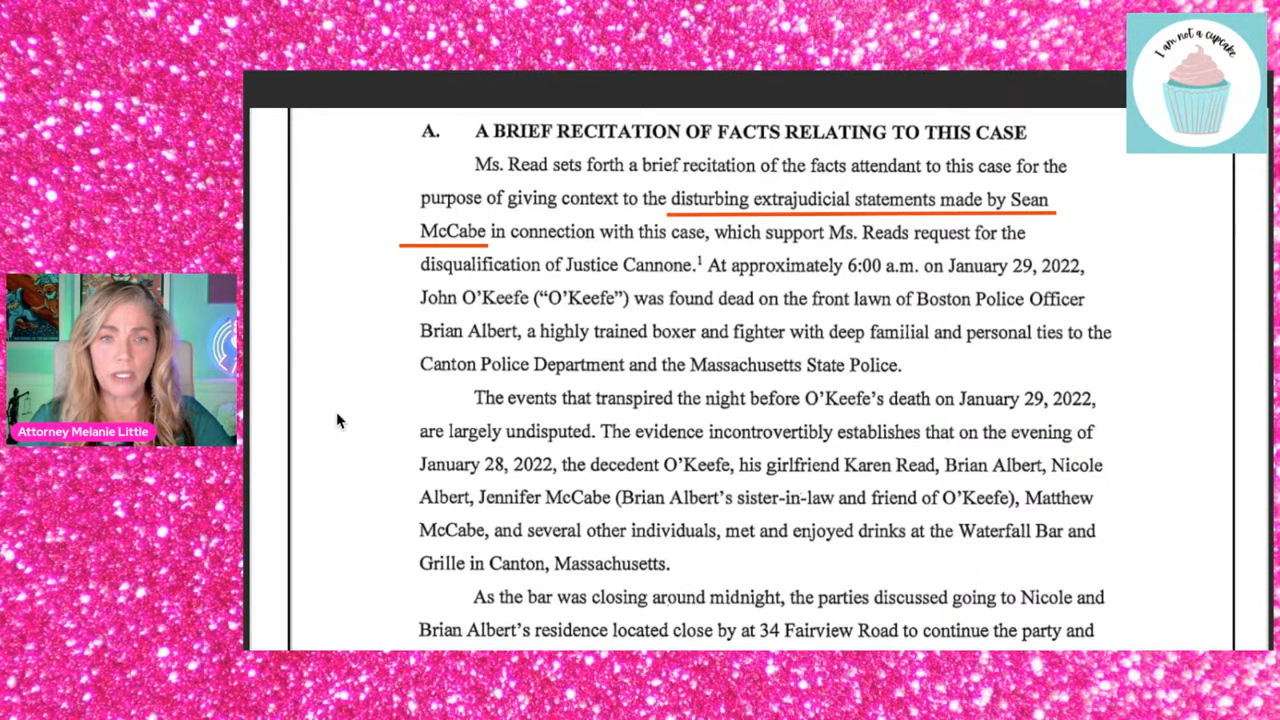 I am not a cupcake
A. A BRIEF RECITATION OF FACTS RELATING TO THIS CASE
Ms. Read sets forth a brief recitation of the facts attendant to this case for the
purpose of giving context to the disturbing extrajudicial statements made by Sean
McCabe in connection with this case, which support Ms. Reads request for the
disqualification of Justice Cannone.¹ At approximately 6:00 a.m. on January 29, 2022,
John O'Keefe ("O'Keefe") was found dead on the front lawn of Boston Police Officer
Brian Albert, a highly trained boxer and fighter with deep familial and personal ties to the
Canton Police Department and the Massachusetts State Police.
The events that transpired the night before O'Keefe's death on January 29, 2022,
are largely undisputed. The evidence incontrovertibly establishes that on the evening of
January 28, 2022, the decedent O'Keefe, his girlfriend Karen Read, Brian Albert, Nicole
Albert, Jennifer McCabe (Brian Albert's sister-in-law and friend of O'Keefe), Matthew
McCabe, and several other individuals, met and enjoyed drinks at the Waterfall Bar and
Grille in Canton, Massachusetts.
As the bar was closing around midnight, the parties discussed going to Nicole and
Brian Albert's residence located close by at 34 Fairview Road to continue the party and
Attorney Melanie Little